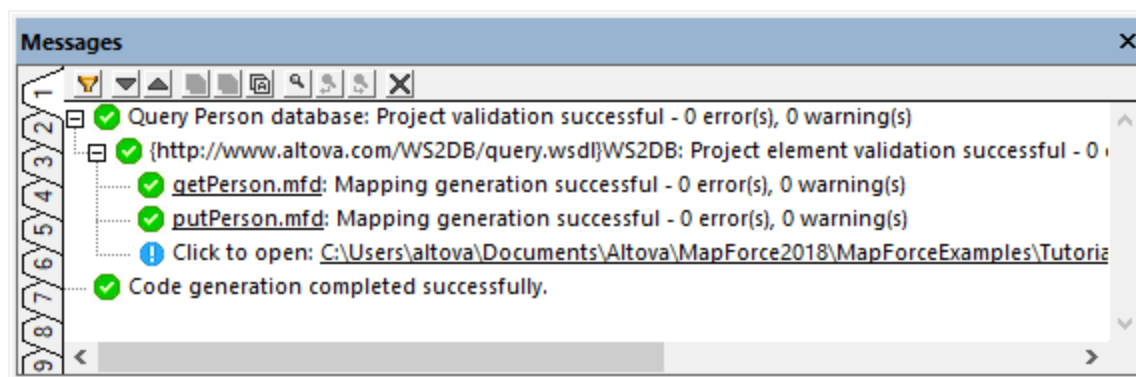 Messages
Query Person database: Project validation successful - 0 error(s), 0 warning(s)
{http://www.altova.com/WS2DB/query.wsdl}WS2DB: Project element validation successful - 0
getPerson.mfd: Mapping generation successful - 0 error(s), 0 warning(s)
putPerson.mfd: Mapping generation successful - 0 error(s), 0 warning(s)
Click to open: C:\Users\altova\Documents\Altova\MapForce2018\MapForceExamples\Tutoria
Code generation completed successfully.
1
2
3
4
5
6
7
8
9